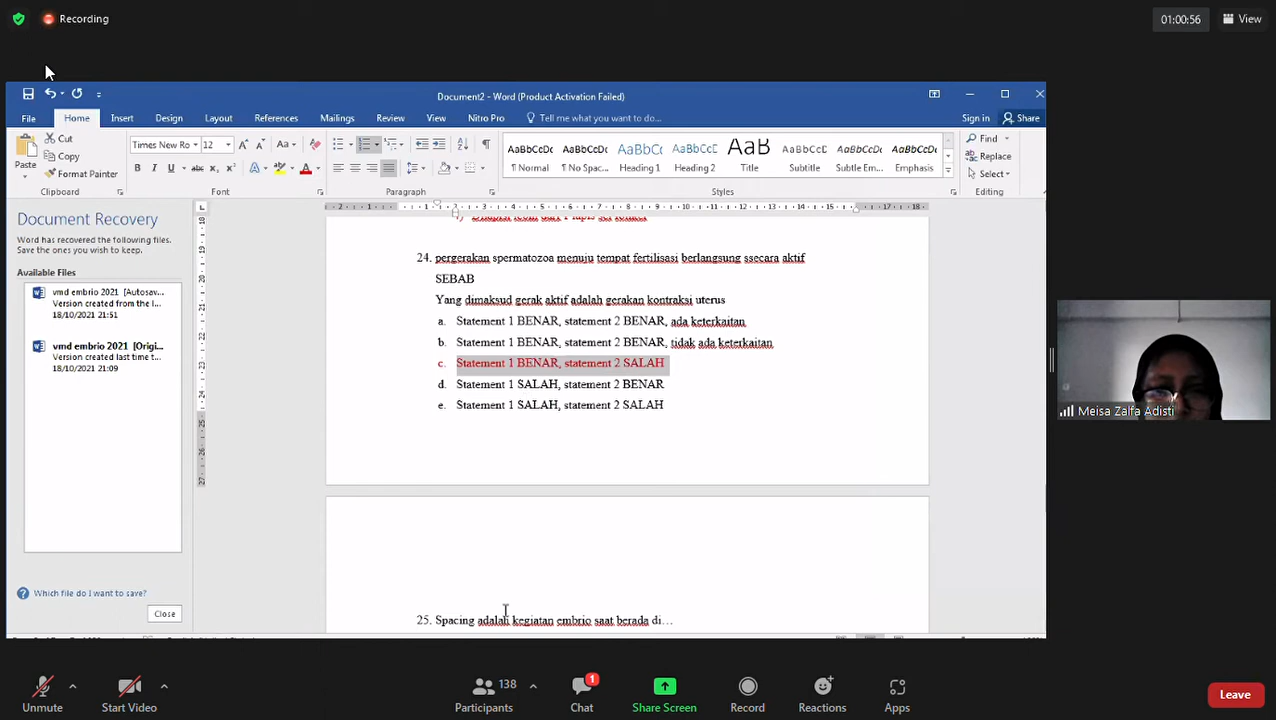 Recording
01:00:56
View
Document2 - Word (Product Activation Failed)
File
Home
Insert
Design
Layout
References
Mailings
Review
View
Nitro Pro
Tell me what you want to do...
Sign in
Share
Paste
Cut
Copy
Format Painter
Clipboard
Times New Ro
12
Font
Paragraph
AaBbCcDc
AaBbCcDc
AaBbC
AaBbCcC
AaB
AaBbCcC
AaBbCcDc
AaBbCcDc
¶ Normal
¶ No Spac...
Heading 1
Heading 2
Title
Subtitle
Subtle Em...
Emphasis
Styles
Find
Replace
Select
Editing
Document Recovery
Word has recovered the following files.
Save the ones you wish to keep.
Available Files
vmd embrio 2021 [Autosav...
Version created from the l...
18/10/2021 21:51
vmd embrio 2021 [Origi...
Version created last time t...
18/10/2021 21:09
Which file do I want to save?
Close
24. pergerakan spermatozoa menuju tempat fertilisasi berlangsung ssecara aktif
SEBAB
Yang dimaksud gerak aktif adalah gerakan kontraksi uterus
a. Statement 1 BENAR, statement 2 BENAR, ada keterkaitan
b. Statement 1 BENAR, statement 2 BENAR, tidak ada keterkaitan
c. Statement 1 BENAR, statement 2 SALAH
d. Statement 1 SALAH, statement 2 BENAR
e. Statement 1 SALAH, statement 2 SALAH
25. Spacing adalah kegiatan embrio saat berada di…
Meisa Zalfa Adisti
Unmute
Start Video
138
Participants
1
Chat
Share Screen
Record
Reactions
Apps
Leave